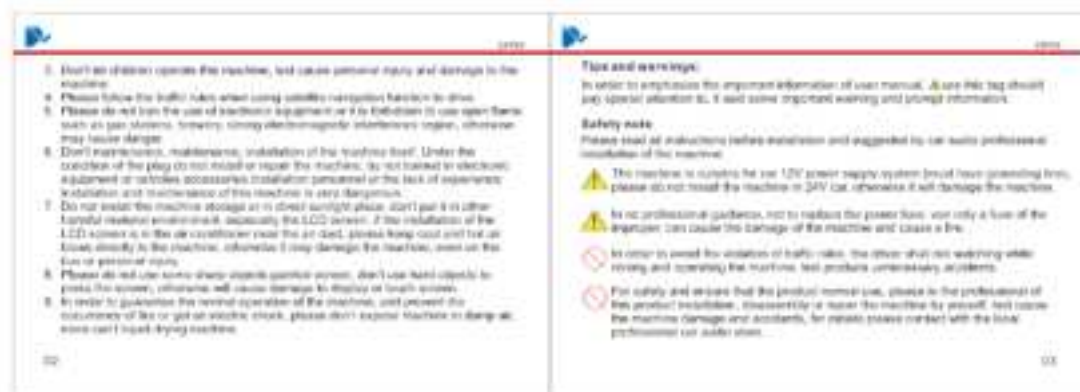 3. Don't let children operate this machine, lest cause personal injury and damage to the
machine.
4. Please follow the traffic rules when using satellite navigation function to drive.
5. Please do not ban the use of electronic equipment or it is forbidden to use open flame
such as gas stations, brewery, strong electromagnetic interference region, otherwise
may cause danger.
6. Don't maintenance, maintenance, installation of the machine itself. Under the
condition of the plug do not install or repair the machine, by not trained in electronic
equipment or vehicles accessories installation personnel or the lack of experience
installation and maintenance of this machine is very dangerous.
7. Do not install the machine storage or in direct sunlight place, don't put it in other
harmful material environment, especially the LCD screen. if the installation of the
LCD screen is in the air conditioner near the air duct, please keep cool and hot air
blows directly to the machine, otherwise it may damage the machine, even on the
or personal injury.
8. Please do not use some sharp objects screen, don't use hard objects to
press the screen, otherwise will cause damage to display or touch screen.
9. In order to guarantee the normal operation of the machine, and prevent the
occurrence of fire or get an electric shock, please don't expose machine in damp air,
more can't liquid drying machine.
02
Tips and warnings:
In order to emphasize the important information of user manual, use this tag should
pay special attention to, it said some important warning and prompt information.
Safety note
Please read all instructions before installation and suggested by car audio professional
installation of the machine.
The machine is suitable for car 12V power supply system (must have grounding line),
please do not install the machine in 24V car, otherwise it will damage the machine.
In no professional guidance, not to replace the power fuse, use only a fuse of the
improper, can cause the damage of the machine and cause a fire.
In order to avoid the violation of traffic rules, the driver shall not watching while
driving and operating the machine, lest produce unnecessary accidents.
For safety and ensure that the product normal use, please to the professional of
this product installation, disassembly or repair the machine by yourself, lest cause
the machine damage and accidents, for details please contact with the local
professional car audio store.
03